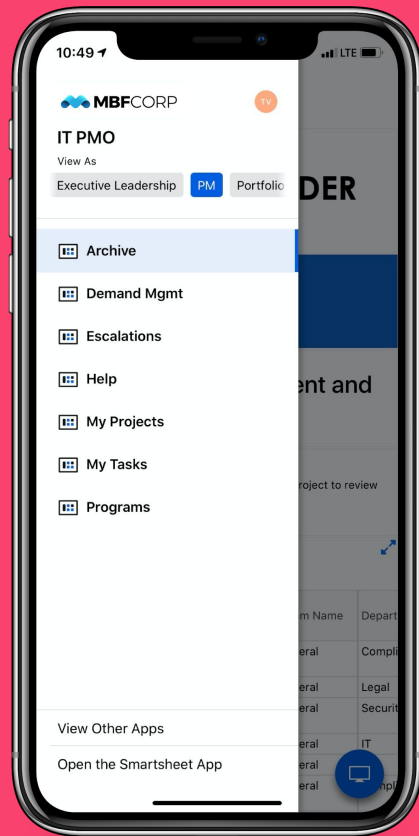 10:49
LTE
MBFCORP
TV
IT PMO
View As
Executive Leadership PM Portfolio
DER
Archive
Demand Mgmt
Escalations
ent and
Help
My Projects
My Tasks
roject to review
Programs
m Name Depart
eral Compli
eral Legal
eral Securit
View Other Apps
eral IT
Open the Smartsheet App
eral
eral mpl